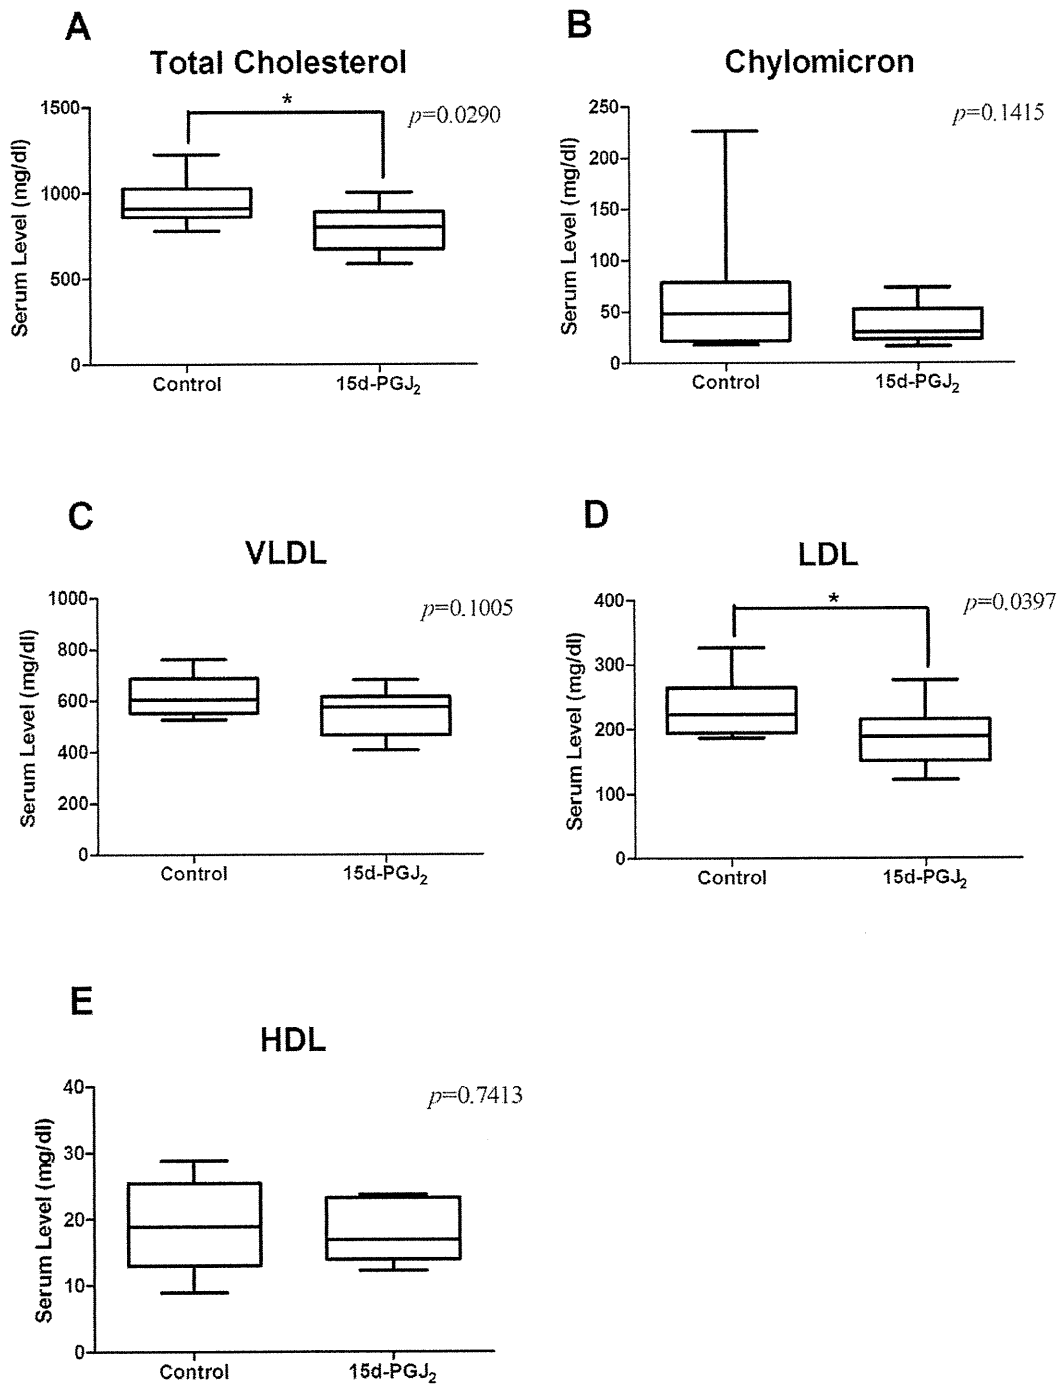 A
Total Cholesterol
*
p=0.0290
1500
1000
500
0
Serum Level (mg/dl)
Control
15d-PGJ2
B
Chylomicron
p=0.1415
250
200
150
100
50
0
Serum Level (mg/dl)
Control
15d-PGJ2
C
VLDL
p=0.1005
1000
800
600
400
200
0
Serum Level (mg/dl)
Control
15d-PGJ2
D
LDL
*
p=0.0397
400
300
200
100
0
Serum Level (mg/dl)
Control
15d-PGJ2
E
HDL
p=0.7413
40
30
20
10
0
Serum Level (mg/dl)
Control
15d-PGJ2